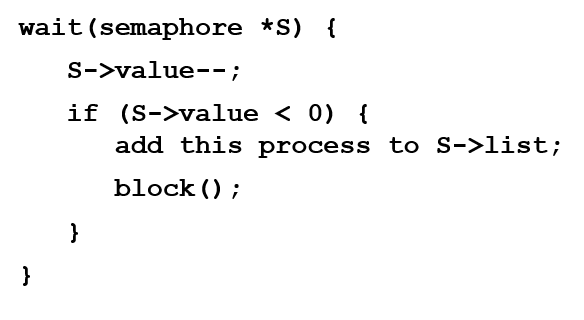 wait(semaphore *S) {
   S->value--;
   if (S->value < 0) {
      add this process to S->list;
      block();
   }
}